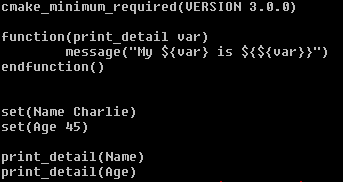 cmake_minimum_required(VERSION 3.0.0)
function(print_detail var)
message("My ${var} is ${${var}}")
endfunction()
set(Name Charlie)
set(Age 45)
print_detail(Name)
print_detail(Age)